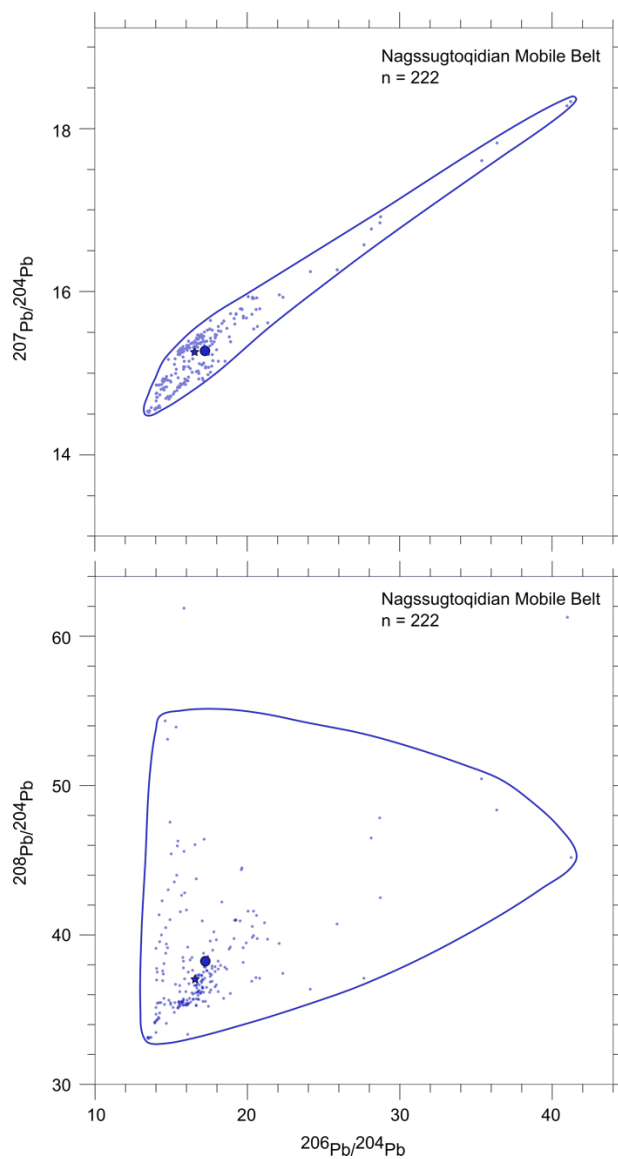 Nagssugtoqidian Mobile Belt
n = 222
18
16
14
207Pb/204Pb
Nagssugtoqidian Mobile Belt
n = 222
60
50
40
30
208Pb/204Pb
10 20 30 40
206Pb/204Pb